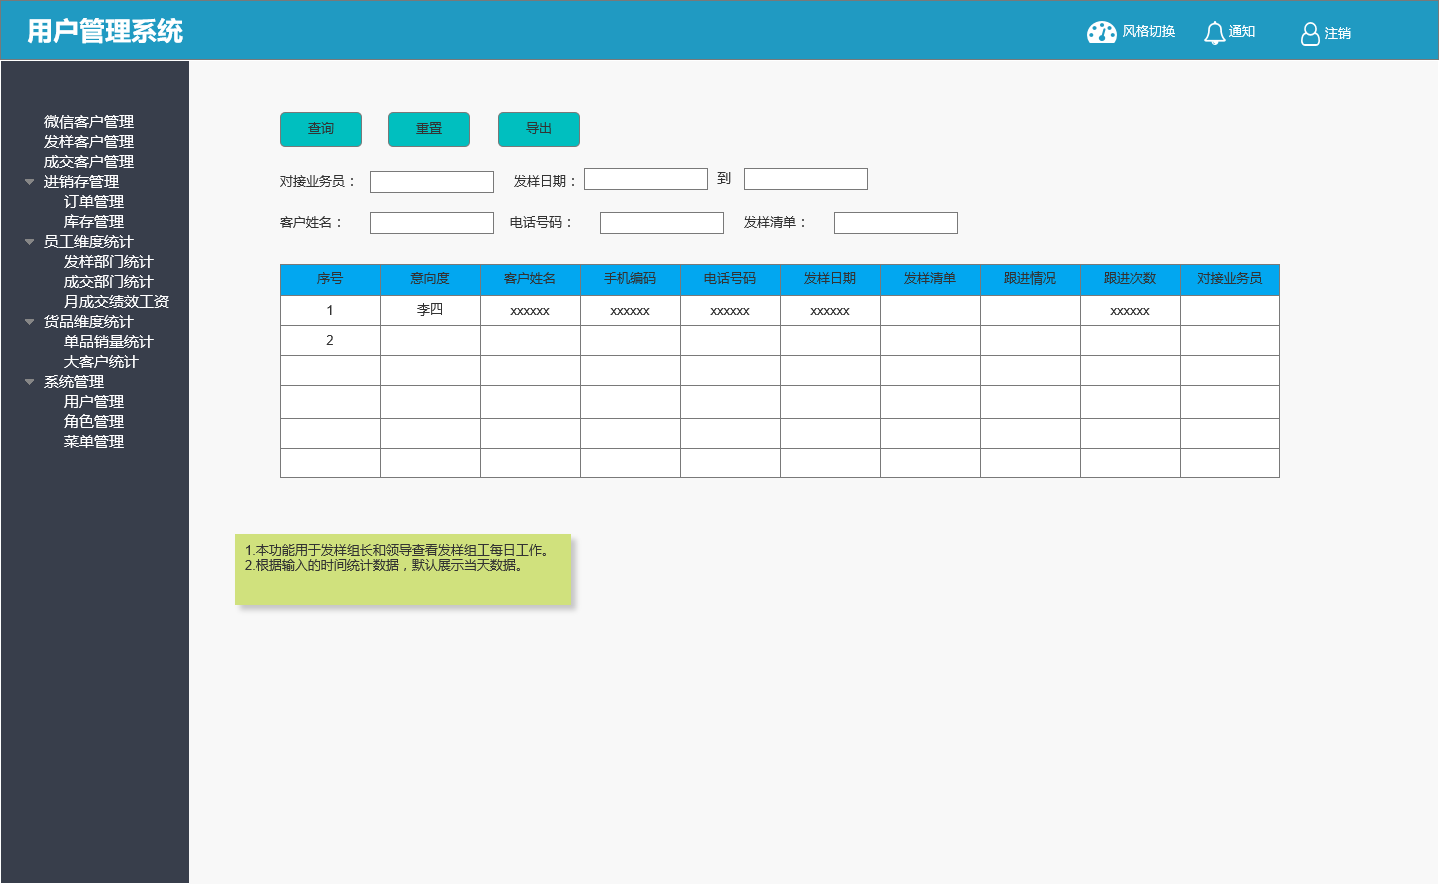 用户管理系统
风格切换
通知
注销
微信客户管理
发样客户管理
成交客户管理
进销存管理
订单管理
库存管理
员工维度统计
发样部门统计
成交部门统计
月成交绩效工资
货品维度统计
单品销量统计
大客户统计
系统管理
用户管理
角色管理
菜单管理
查询 重置 导出
对接业务员： 发样日期： 到
客户姓名： 电话号码： 发样清单：
序号 意向度 客户姓名 手机编码 电话号码 发样日期 发样清单 跟进情况 跟进次数 对接业务员
1 李四 xxxxxx xxxxxx xxxxxx xxxxxx xxxxxx
2
1.本功能用于发样组长和领导查看发样组工每日工作。
2.根据输入的时间统计数据，默认展示当天数据。